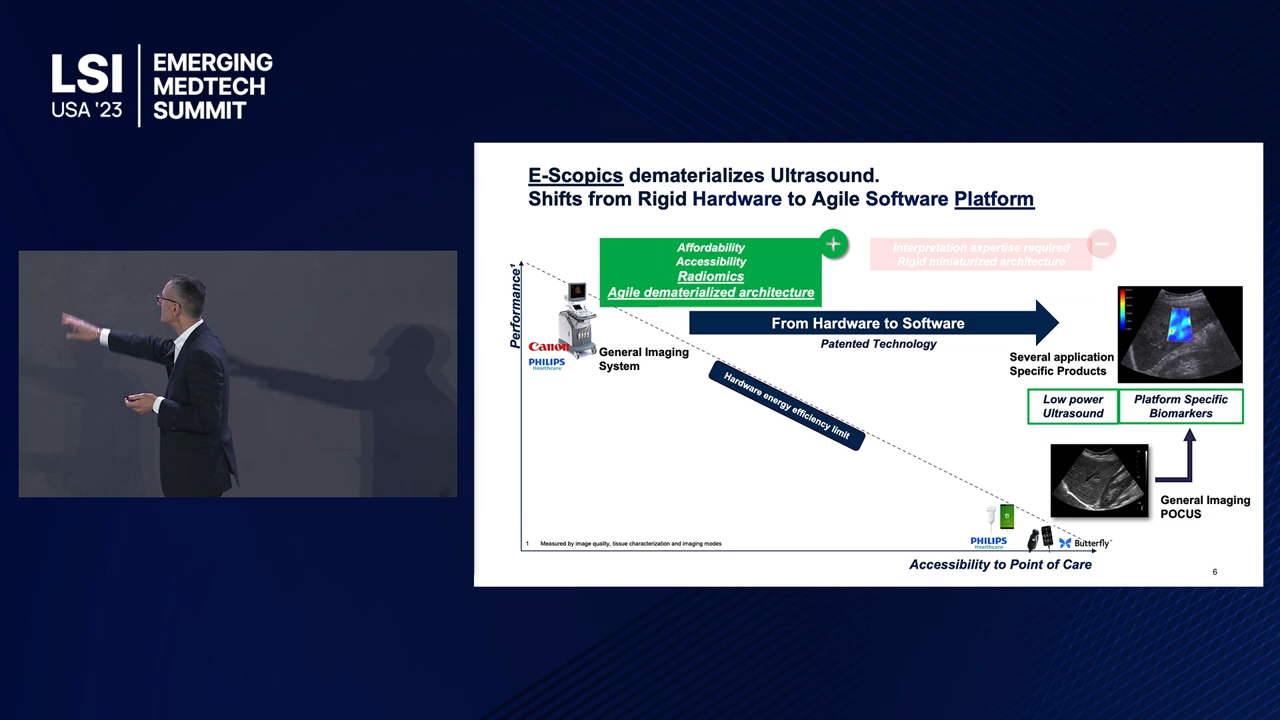 LSI
USA '23
EMERGING
MEDTECH
SUMMIT
E-Scopics dematerializes Ultrasound.
Shifts from Rigid Hardware to Agile Software Platform
Affordability
Accessibility
Radiomics
Agile dematerialized architecture
+
Interpretation expertise required
Rigid miniaturized architecture
−
Performance¹
Canon
PHILIPS
Healthcare
General Imaging
System
From Hardware to Software
Patented Technology
Hardware energy efficiency limit
Several application
Specific Products
Low power
Ultrasound
Platform Specific
Biomarkers
General Imaging
POCUS
PHILIPS
Healthcare
Butterfly
1 Measured by image quality, tissue characterization and imaging modes
Accessibility to Point of Care
6